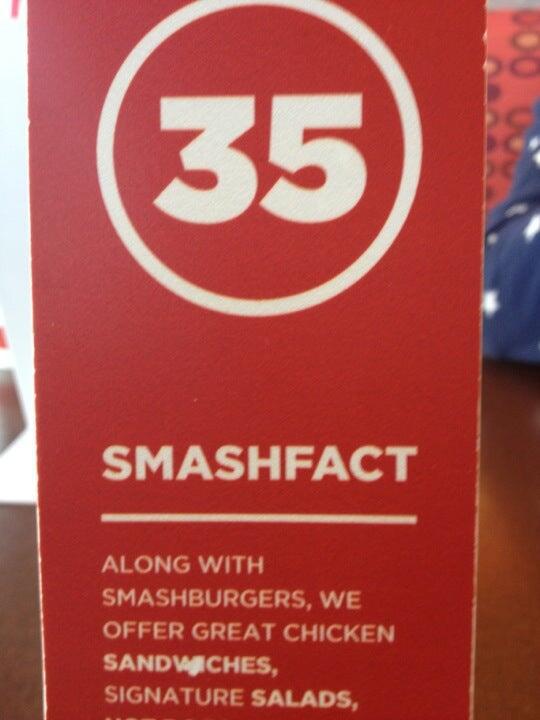 35
SMASHFACT
ALONG WITH
SMASHBURGERS, WE
OFFER GREAT CHICKEN
SANDWICHES,
SIGNATURE SALADS,